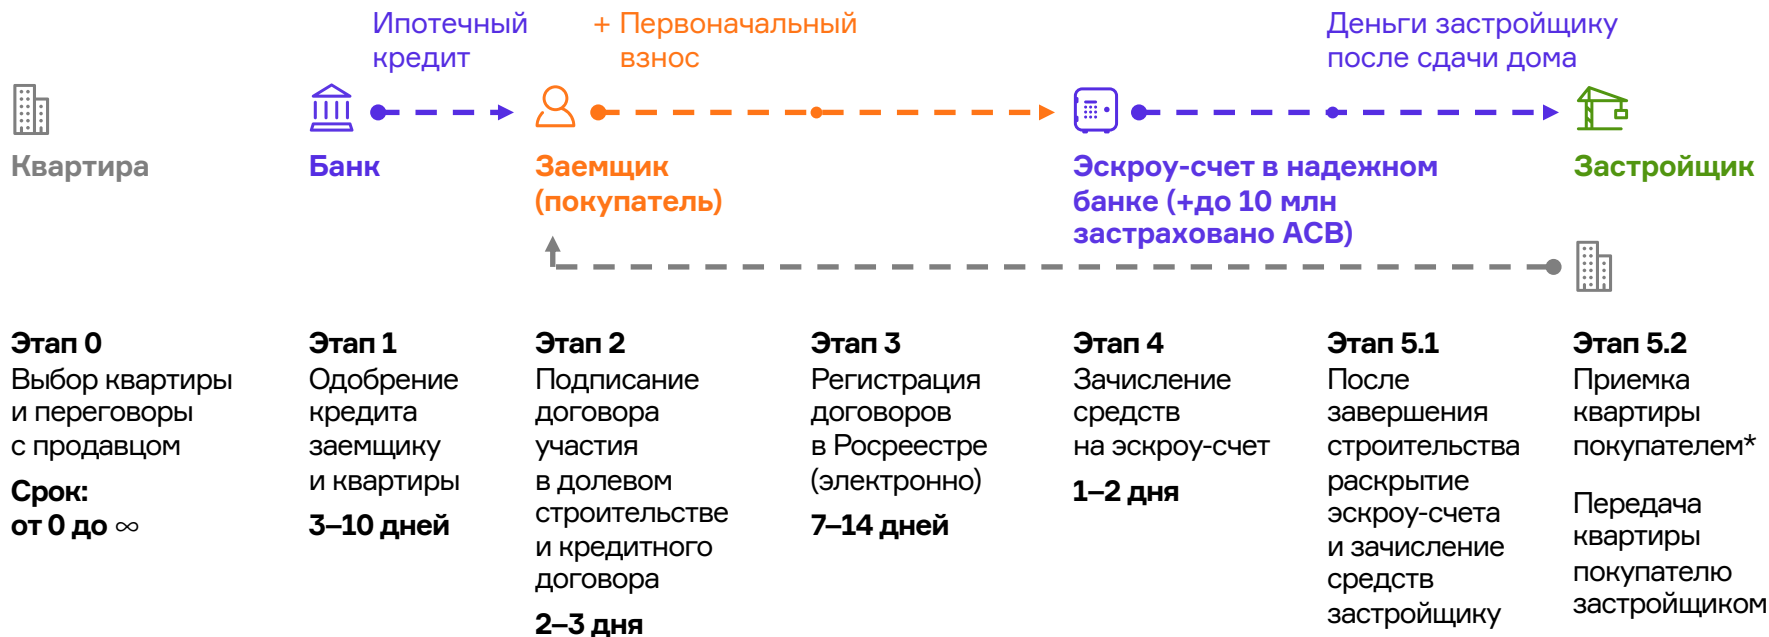 Ипотечный
кредит
+ Первоначальный
взнос
Деньги застройщику
после сдачи дома
Квартира
Банк
Заемщик
(покупатель)
Эскроу-счет в надежном
банке (+до 10 млн
застраховано АСВ)
Застройщик
Этап 0
Выбор квартиры
и переговоры
с продавцом
Срок:
от 0 до ∞
Этап 1
Одобрение
кредита
заемщику
и квартиры
3–10 дней
Этап 2
Подписание
договора
участия
в долевом
строительстве
и кредитного
договора
2–3 дня
Этап 3
Регистрация
договоров
в Росреестре
(электронно)
7–14 дней
Этап 4
Зачисление
средств
на эскроу-счет
1–2 дня
Этап 5.1
После
завершения
строительства
раскрытие
эскроу-счета
и зачисление
средств
застройщику
Этап 5.2
Приемка
квартиры
покупателем*
Передача
квартиры
покупателю
застройщиком